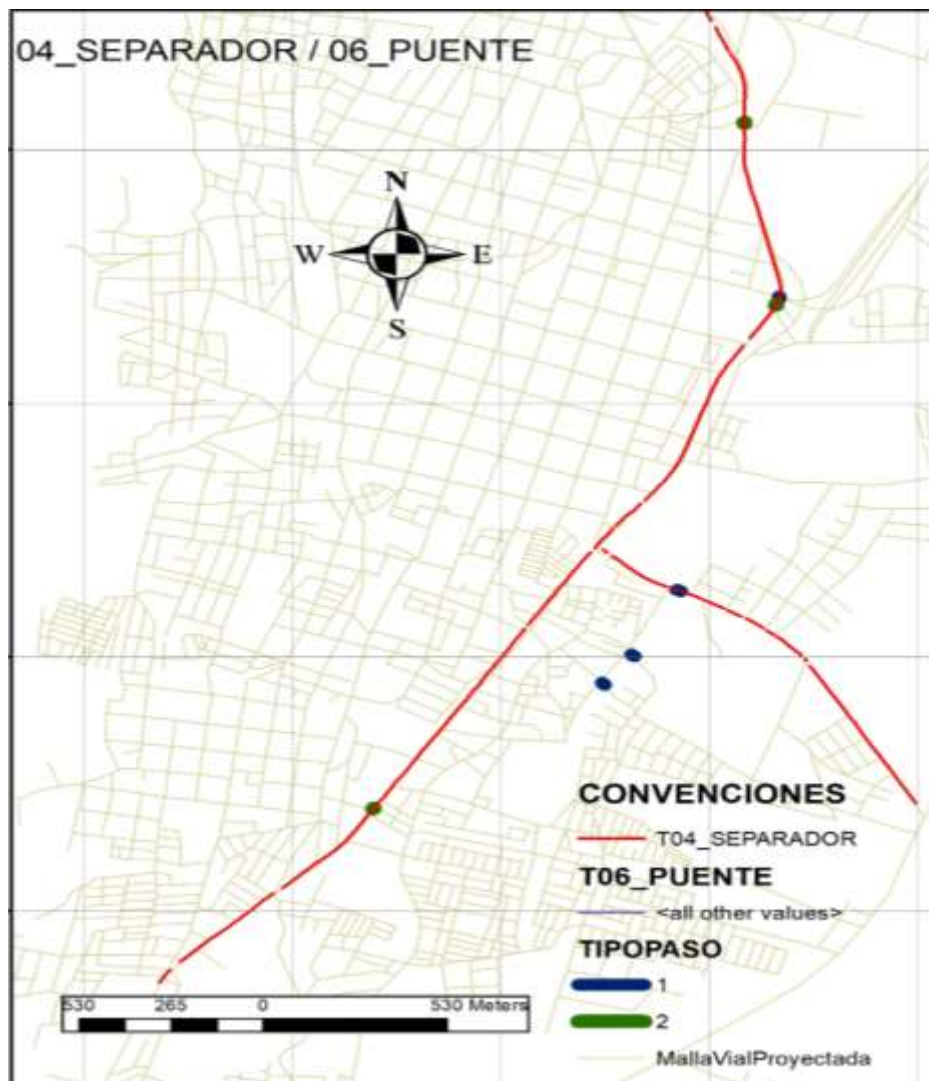 04_SEPARADOR / 06_PUENTE
N
W E
S
CONVENCIONES
T04_SEPARADOR
T06_PUENTE
<all other values>
TIPOPASO
1
2
MallaVialProyectada
530 265 0 530 Meters